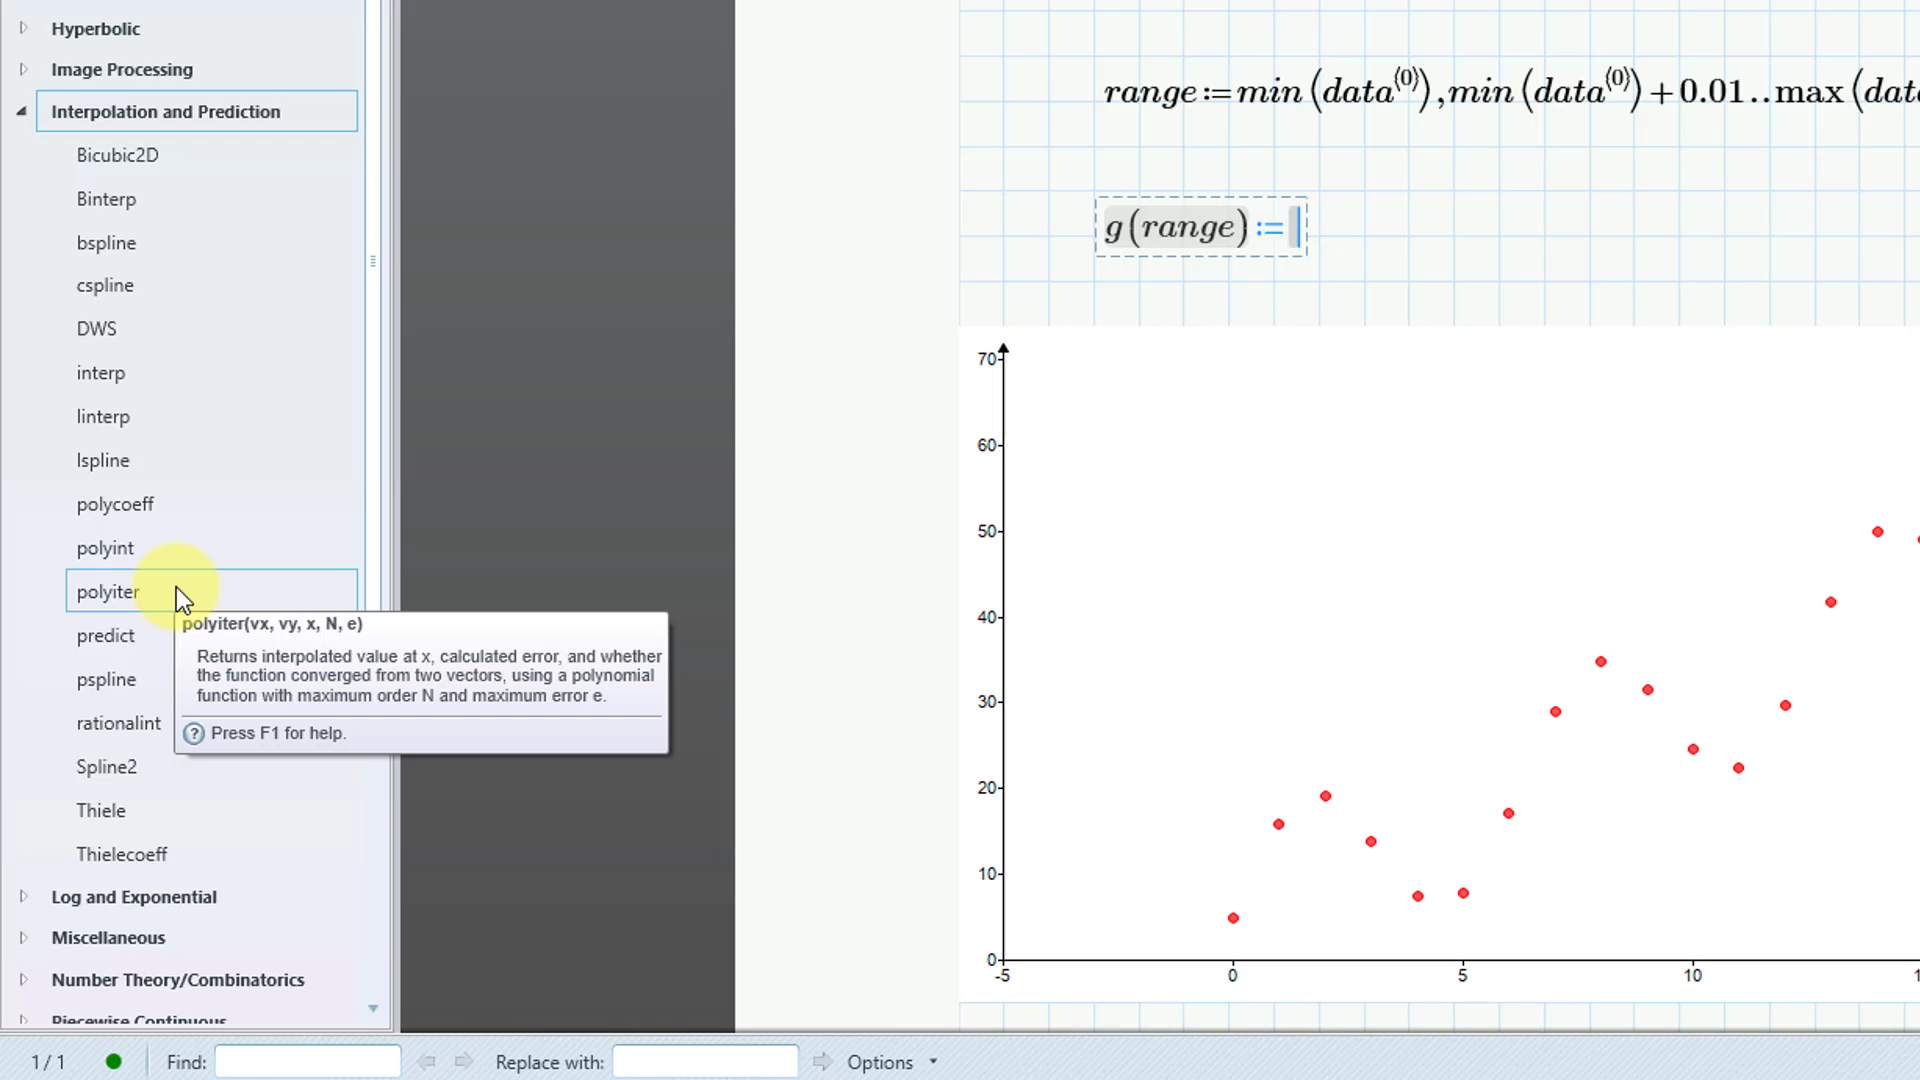 Hyperbolic
Image Processing
Interpolation and Prediction
Bicubic2D
Binterp
bspline
cspline
DWS
interp
linterp
lspline
polycoeff
polyint
polyiter
predict
pspline
rationalint
Spline2
Thiele
Thielecoeff
Log and Exponential
Miscellaneous
Number Theory/Combinatorics
Piecewise Continuous
polyiter(vx, vy, x, N, e)
Returns interpolated value at x, calculated error, and whether
the function converged from two vectors, using a polynomial
function with maximum order N and maximum error e.
? Press F1 for help.
range:=min(data⟨0⟩),min(data⟨0⟩)+0.01..max(dat
g(range):=
70
60
50
40
30
20
10
0
-5 0 5 10
1 / 1 Find: Replace with: Options